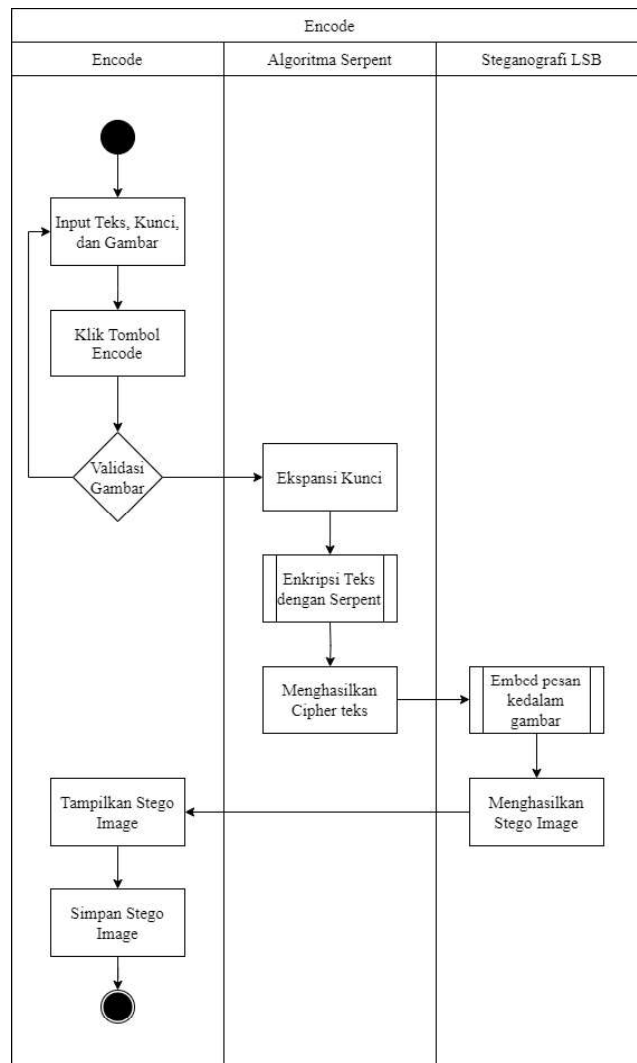 Encode
Encode
Algoritma Serpent
Steganografi LSB
Input Teks, Kunci,
dan Gambar
Klik Tombol
Encode
Validasi
Gambar
Ekspansi Kunci
Enkripsi Teks
dengan Serpent
Menghasilkan
Cipher teks
Embed pesan
kedalam
gambar
Menghasilkan
Stego Image
Tampilkan Stego
Image
Simpan Stego
Image